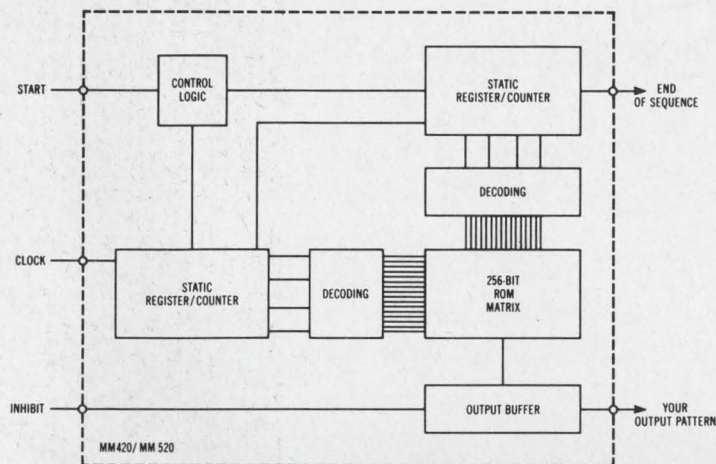 START
CONTROL
LOGIC
STATIC
REGISTER/COUNTER
END
OF SEQUENCE
DECODING
CLOCK
STATIC
REGISTER/COUNTER
DECODING
256-BIT
ROM
MATRIX
INHIBIT
OUTPUT BUFFER
YOUR
OUTPUT PATTERN
MM420/MM 520